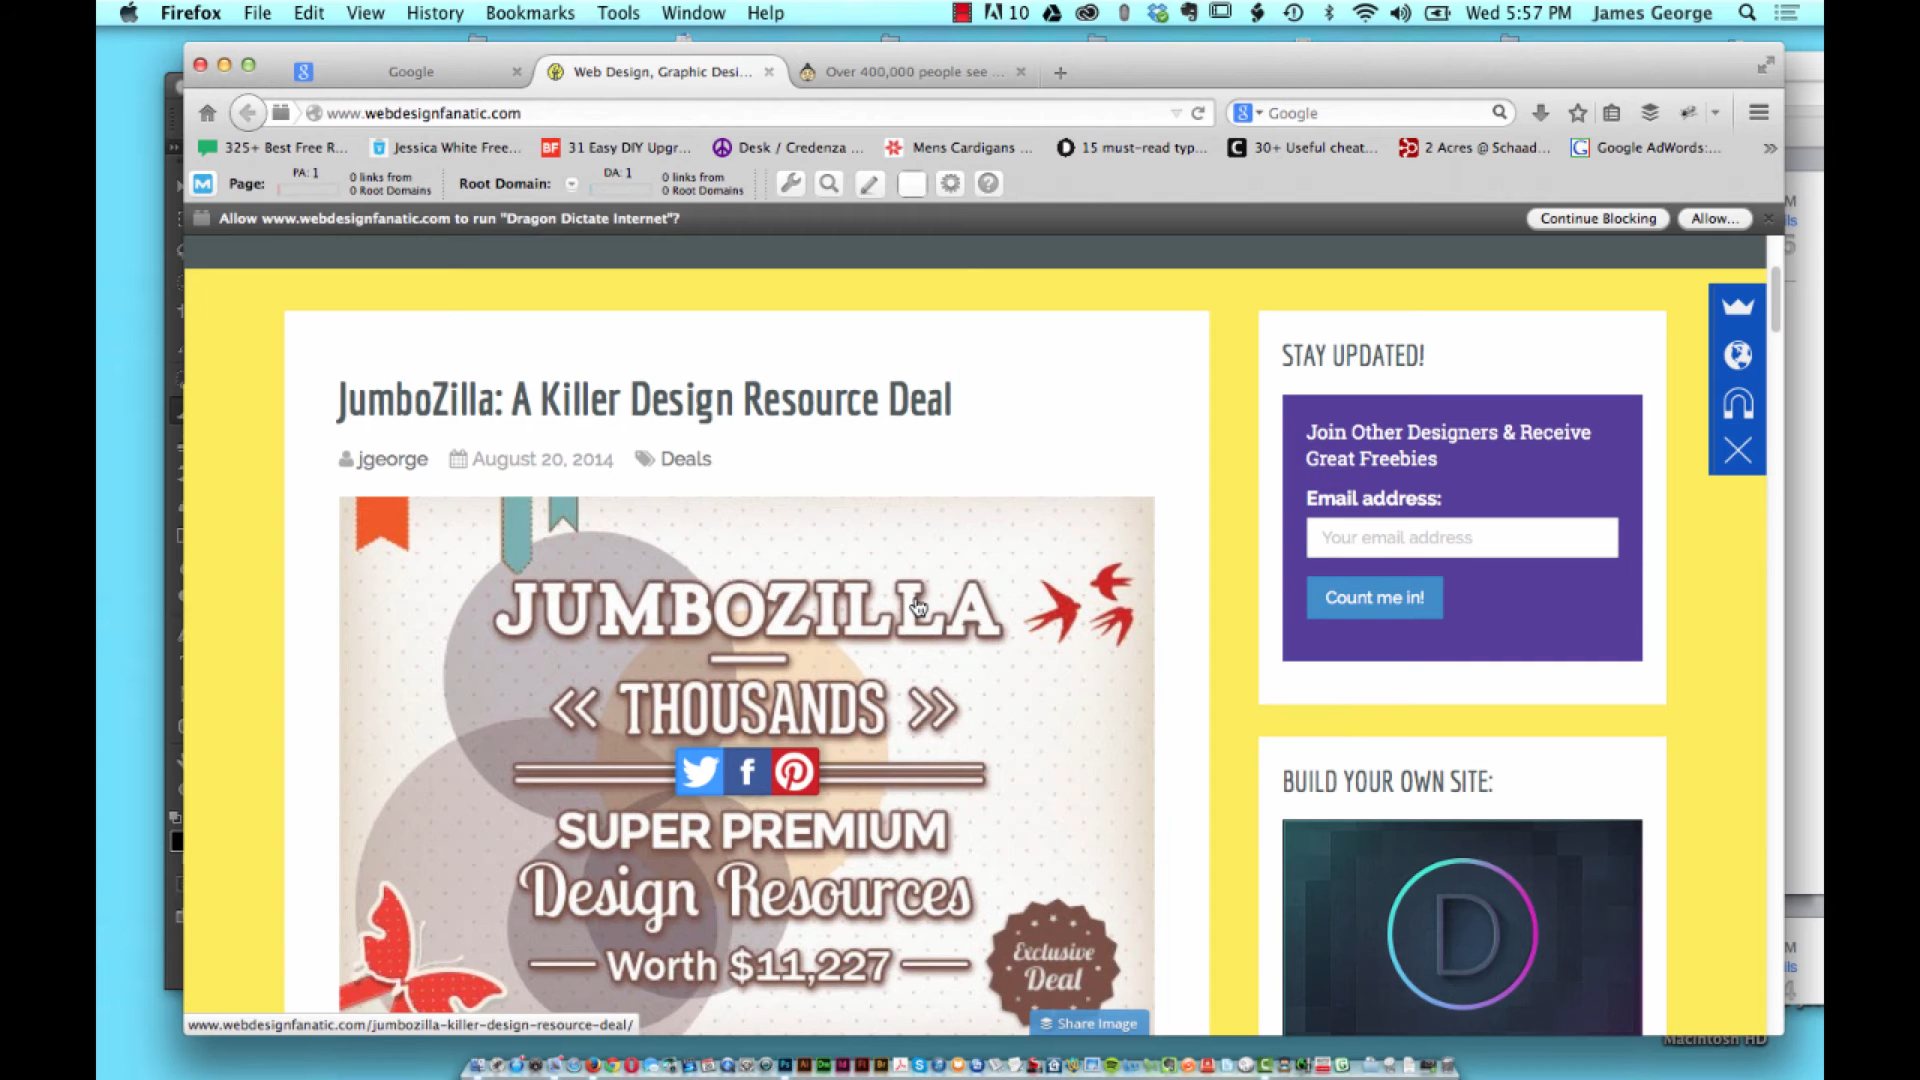 Firefox File Edit View History Bookmarks Tools Window Help 10 Wed 5:57 PM James George
Google
Web Design, Graphic Desi...
Over 400,000 people see ...
www.webdesignfanatic.com
Google
325+ Best Free R... Jessica White Free... BF 31 Easy DIY Upgr... Desk / Credenza ... Mens Cardigans ... 15 must-read typ... 30+ Useful cheat... 2 Acres @ Schaad... Google AdWords:...
Page: PA: 1 0 links from 0 Root Domains Root Domain: DA: 1 0 links from 0 Root Domains
Allow www.webdesignfanatic.com to run "Dragon Dictate Internet"? Continue Blocking Allow...
JumboZilla: A Killer Design Resource Deal
jgeorge August 20, 2014 Deals
JUMBOZILLA
« THOUSANDS »
SUPER PREMIUM
Design Resources
Worth $11,227
Exclusive
Deal
Share Image
www.webdesignfanatic.com/jumbozilla-killer-design-resource-deal/
STAY UPDATED!
Join Other Designers & Receive
Great Freebies
Email address:
Your email address
Count me in!
BUILD YOUR OWN SITE:
D
Macintosh HD